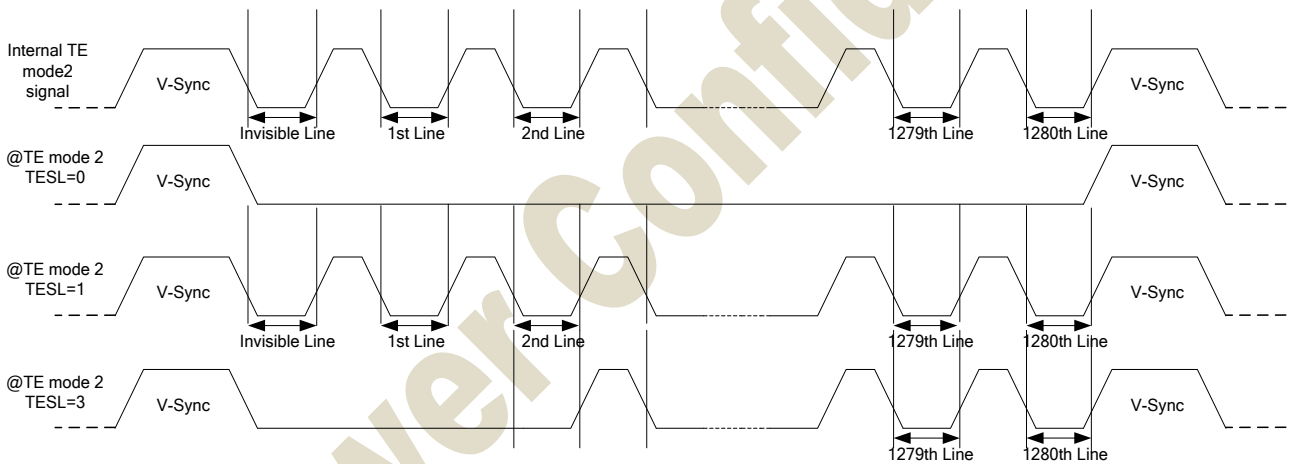 Internal TE
mode2
signal
V-Sync
V-Sync
Invisible Line
1st Line
2nd Line
1279th Line
1280th Line
@TE mode 2
TESL=0
V-Sync
V-Sync
@TE mode 2
TESL=1
V-Sync
V-Sync
Invisible Line
1st Line
2nd Line
1279th Line
1280th Line
@TE mode 2
TESL=3
V-Sync
V-Sync
1279th Line
1280th Line